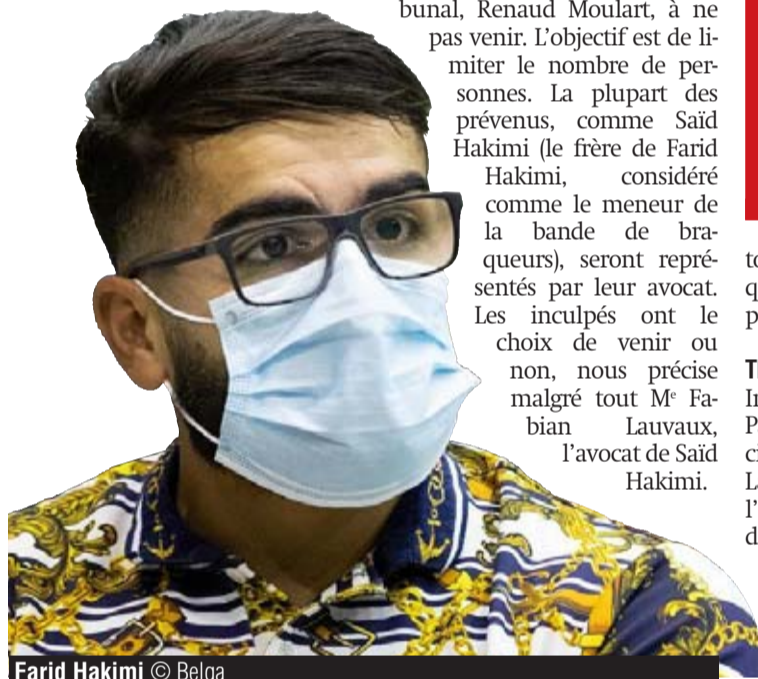 bunal, Renaud Moulart, à ne
pas venir. L'objectif est de li-
miter le nombre de per-
sonnes. La plupart des
prévenus, comme Saïd
Hakimi (le frère de Farid
Hakimi, considéré
comme le meneur de
la bande de bra-
queurs), seront repré-
sentés par leur avocat.
Les inculpés ont le
choix de venir ou
non, nous précise
malgré tout Mᵉ Fa-
bian Lauvaux,
l'avocat de Saïd
Hakimi.
Farid Hakimi © Belga